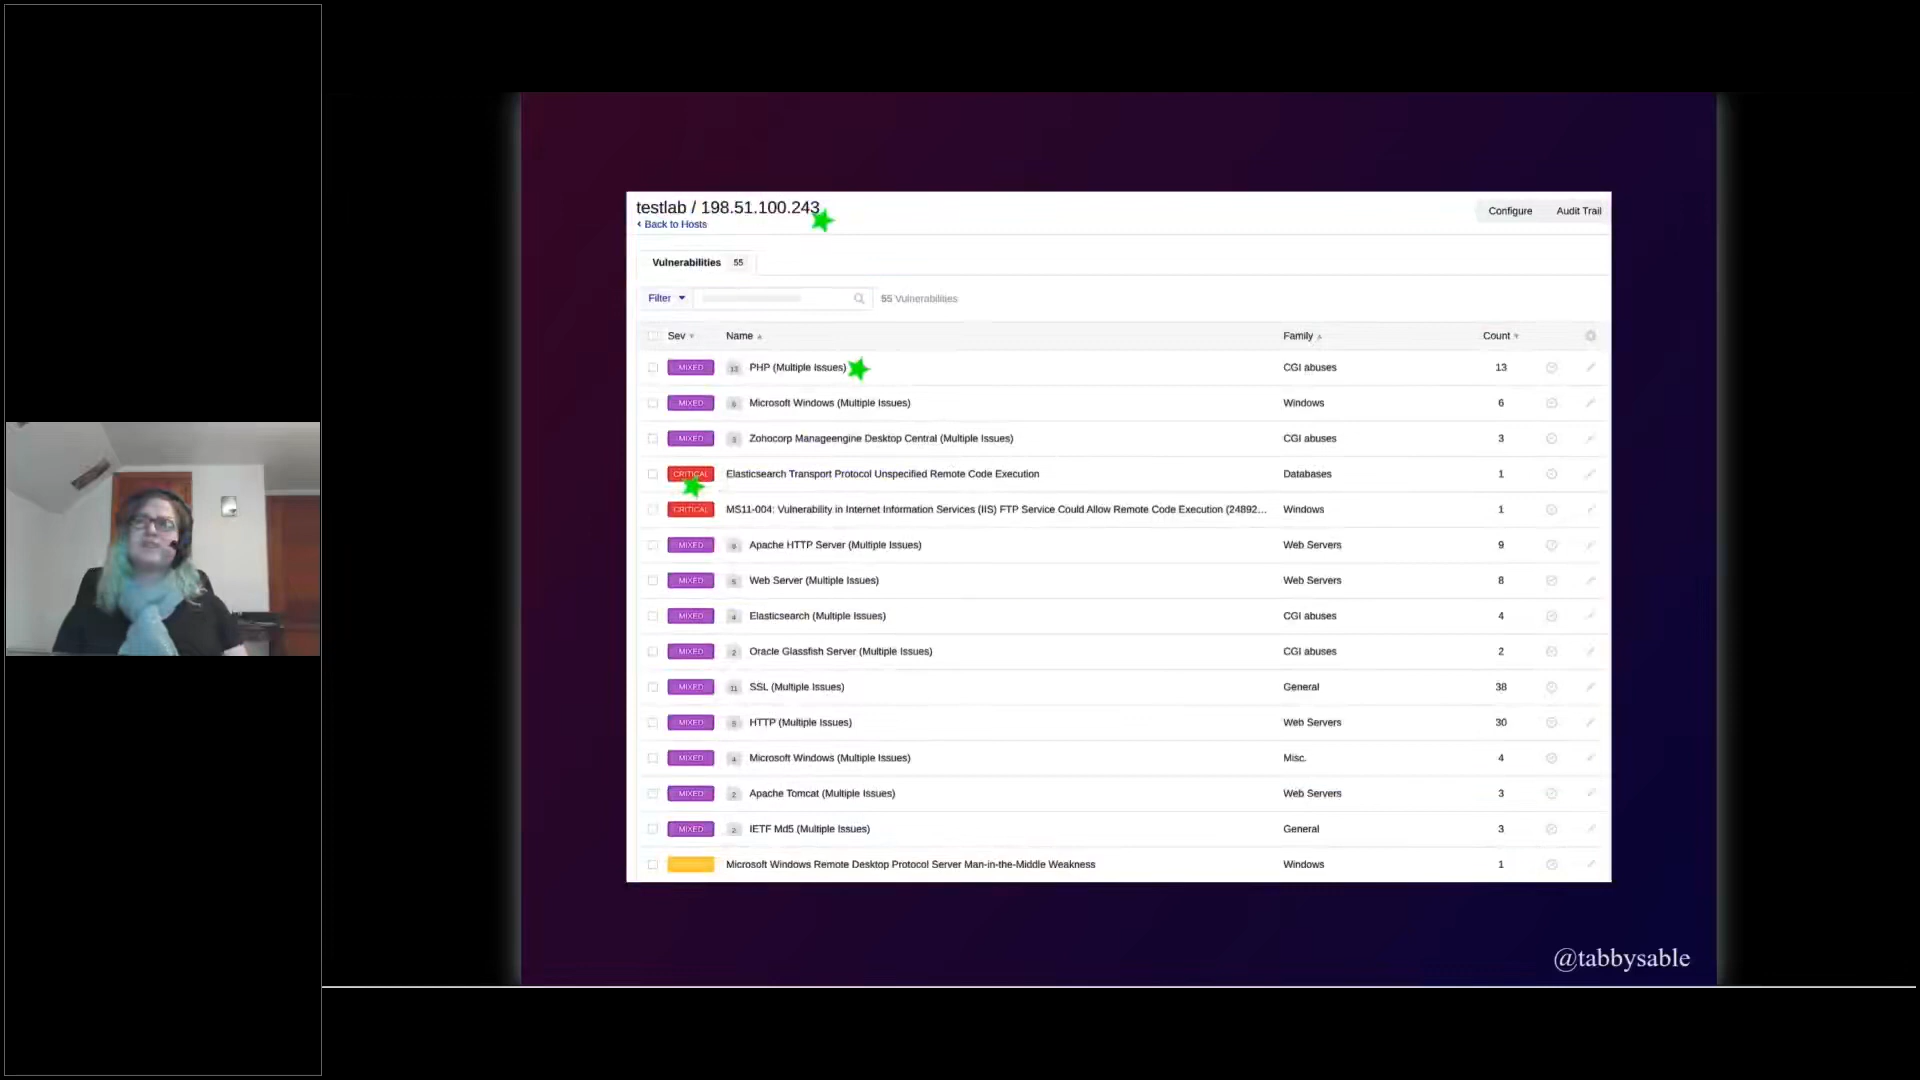 testlab / 198.51.100.243
Configure
Audit Trail
Back to Hosts
Vulnerabilities 55
Filter
55 Vulnerabilities
Sev Name Family Count
MIXED 13 PHP (Multiple Issues) CGI abuses 13
MIXED Microsoft Windows (Multiple Issues) Windows 6
MIXED 3 Zohocorp Manageengine Desktop Central (Multiple Issues) CGI abuses 3
CRITICAL Elasticsearch Transport Protocol Unspecified Remote Code Execution Databases 1
CRITICAL MS11-004: Vulnerability in Internet Information Services (IIS) FTP Service Could Allow Remote Code Execution (24892... Windows 1
MIXED Apache HTTP Server (Multiple Issues) Web Servers 9
MIXED Web Server (Multiple Issues) Web Servers 8
MIXED 4 Elasticsearch (Multiple Issues) CGI abuses 4
MIXED 2 Oracle Glassfish Server (Multiple Issues) CGI abuses 2
MIXED 11 SSL (Multiple Issues) General 38
MIXED HTTP (Multiple Issues) Web Servers 30
MIXED 4 Microsoft Windows (Multiple Issues) Misc. 4
MIXED 2 Apache Tomcat (Multiple Issues) Web Servers 3
MIXED 2 IETF Md5 (Multiple Issues) General 3
Microsoft Windows Remote Desktop Protocol Server Man-in-the-Middle Weakness Windows 1
@tabbysable